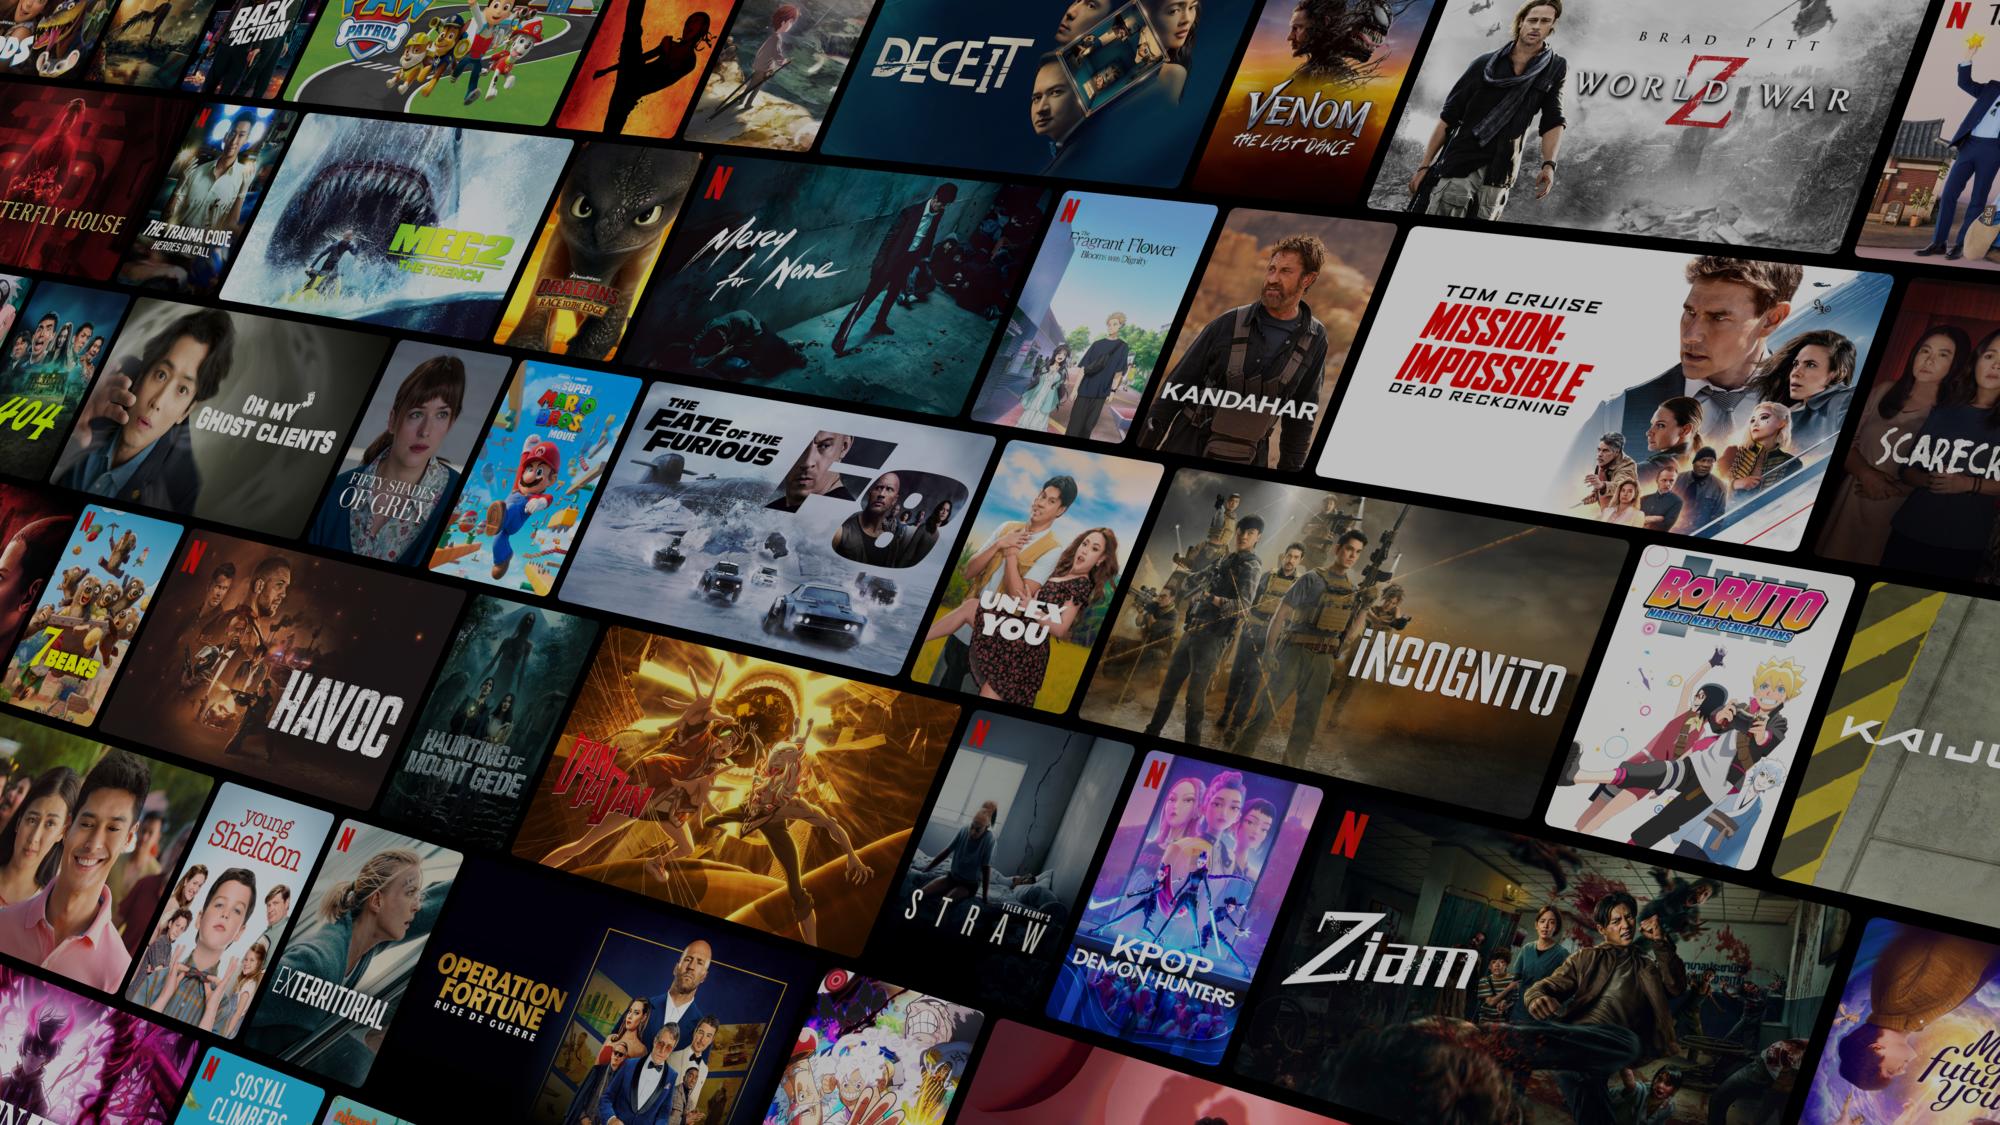 BACK
IN ACTION
PAW
PATROL
DECEIT
VENOM
THE LAST DANCE
BRAD PITT
WORLD WAR
Z
N
TERFLY HOUSE
N
THE TRAUMA CODE
HEROES ON CALL
MEG2
THE TRENCH
DRAGONS
RACE TO THE EDGE
N
Mercy
for None
N
The
Fragrant Flower
Blooms with Dignity
KANDAHAR
TOM CRUISE
MISSION:
IMPOSSIBLE
DEAD RECKONING
SCAREC
404
OH MY
GHOST CLIENTS
FIFTY SHADES
OF GREY
THE SUPER
MARIO
BROS.
MOVIE
THE
FATE OF THE
FURIOUS
F8
UN-EX
YOU
INCOGNITO
BORUTO
NARUTO NEXT GENERATIONS
KAIJU
N
7
BEARS
N
HAVOC
HAUNTING OF
MOUNT GEDE
DAN
DADAN
N
TYLER PERRY'S
STRAW
N
KPOP
DEMON HUNTERS
N
Ziam
young
Sheldon
N
EXTERRITORIAL
OPERATION
FORTUNE
RUSE DE GUERRE
My
future
you
N
SOSYAL
CLIMBERS